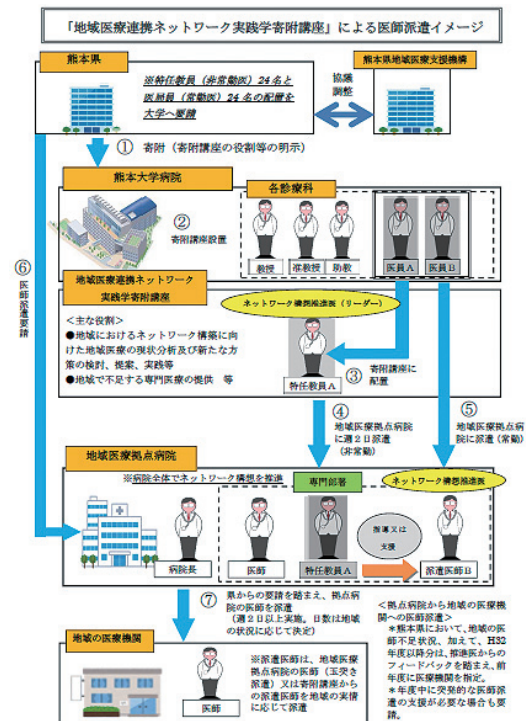 「地域医療連携ネットワーク実践学寄附講座」による医師派遣イメージ
熊本県
熊本県地域医療支援機構
※特任教員（非常勤医）24名と
医局員（常勤医）24名の配置を
大学へ要請
協議
調整
① 寄附（寄附講座の役割等の明示）
熊本大学病院
各診療科
②
寄附講座設置
教授
准教授
助教
医員A
医員B
⑥
医師派遣要請
地域医療連携ネットワーク
実践学寄附講座
ネットワーク構想推進医（リーダー）
＜主な役割＞
●地域におけるネットワーク構築に向
けた地域医療の現状分析及び新たな方
策の検討、提案、実践等
●地域で不足する専門医療の提供　等
③ 寄附講座に
配置
特任教員A
④
地域医療拠点病院
に週2日派遣
（非常勤）
⑤
地域医療拠点病
院に派遣（常勤）
地域医療拠点病院
※病院全体でネットワーク構想を推進
専門部署
ネットワーク構想推進医
指導又は
支援
病院長
医師
特任教員A
派遣医師B
⑦
県からの要請を踏まえ、拠点
病院の医師を派遣
（週2日以上実施。日数は地域
の状況に応じて決定）
＜拠点病院から地域の医療機
関への医師派遣＞
＊熊本県において、地域の医
師不足状況、加えて、H32
年度以降分は、推進医からの
フィードバックを踏まえ、前
年度に医療機関を指定。
＊年度中に突発的な医師派遣
の支援が必要な場合も要
請。
地域の医療機関
医師
※派遣医師は、地域医療
拠点病院の医師（玉突き
派遣）又は寄附講座から
の派遣医師を地域の実情
に応じて派遣